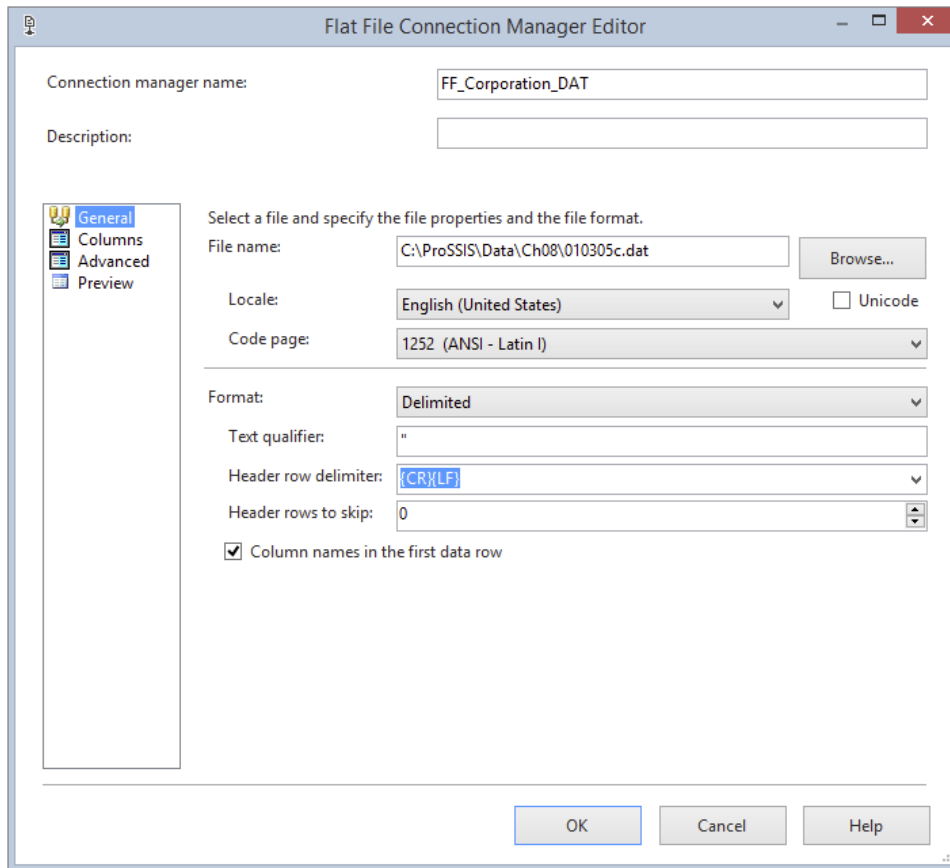 Flat File Connection Manager Editor
Connection manager name: FF_Corporation_DAT
Description:
General
Columns
Advanced
Preview
Select a file and specify the file properties and the file format.
File name: C:\ProSSIS\Data\Ch08\010305c.dat Browse...
Locale: English (United States) Unicode
Code page: 1252 (ANSI - Latin I)
Format: Delimited
Text qualifier: "
Header row delimiter: {CR}{LF}
Header rows to skip: 0
Column names in the first data row
OK Cancel Help